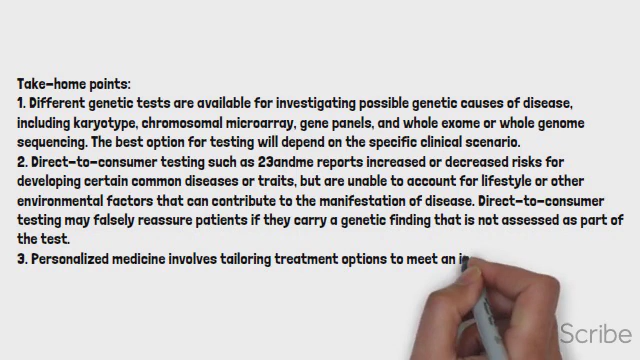 Take-home points:
1. Different genetic tests are available for investigating possible genetic causes of disease,
including karyotype, chromosomal microarray, gene panels, and whole exome or whole genome
sequencing. The best option for testing will depend on the specific clinical scenario.
2. Direct-to-consumer testing such as 23andme reports increased or decreased risks for
developing certain common diseases or traits, but are unable to account for lifestyle or other
environmental factors that can contribute to the manifestation of disease. Direct-to-consumer
testing may falsely reassure patients if they carry a genetic finding that is not assessed as part of
the test.
3. Personalized medicine involves tailoring treatment options to meet an
Scribe